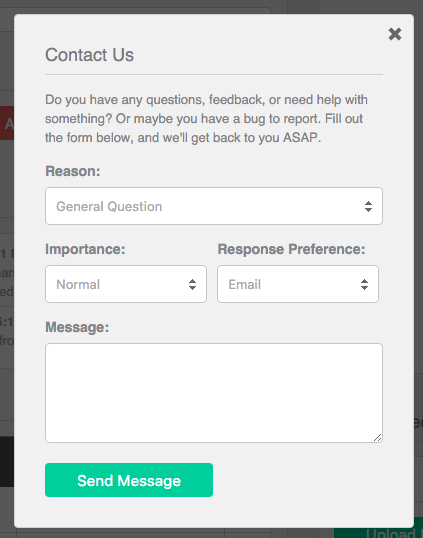 Contact Us
Do you have any questions, feedback, or need help with
something? Or maybe you have a bug to report. Fill out
the form below, and we'll get back to you ASAP.
Reason:
General Question
Importance: Response Preference:
Normal Email
Message:
Send Message
Upload